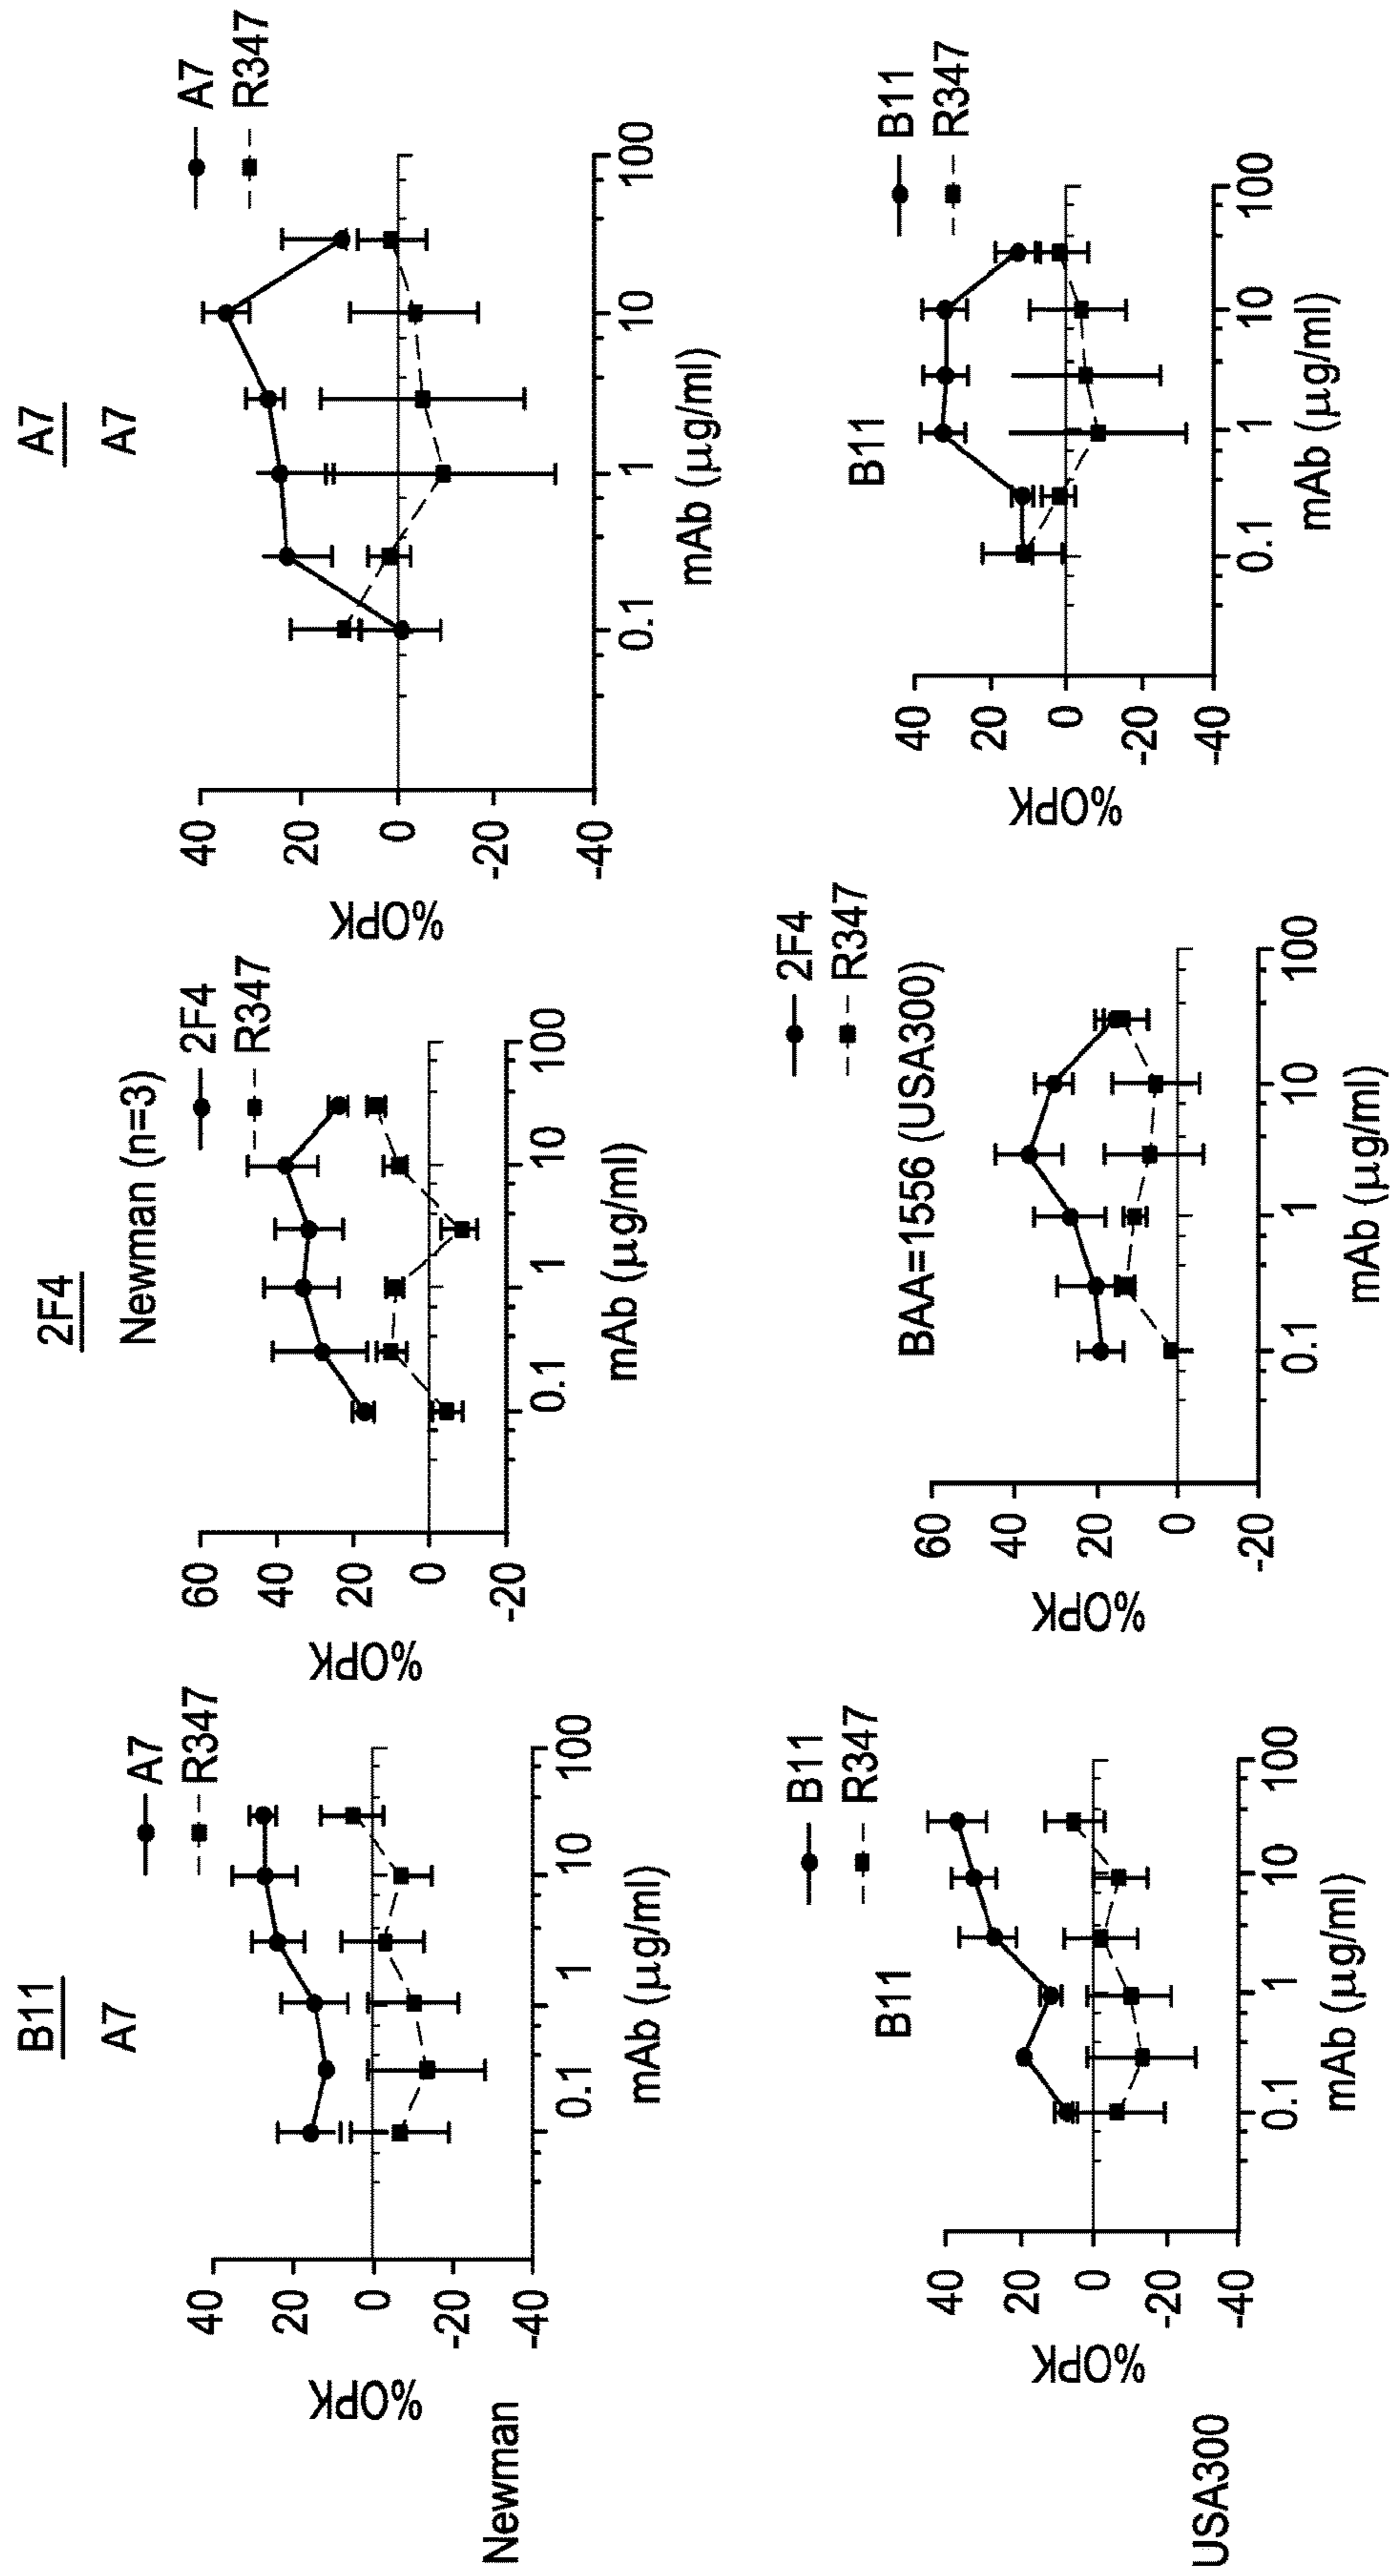 B11
2F4
A7
A7
Newman (n=3)
A7
A7
R347
2F4
R347
A7
R347
%OPK
40
20
0
-20
-40
0.1
1
10
100
mAb (μg/ml)
%OPK
60
40
20
0
-20
0.1
1
10
100
mAb (μg/ml)
%OPK
40
20
0
-20
-40
0.1
1
10
100
mAb (μg/ml)
Newman
B11
BAA=1556 (USA300)
B11
B11
R347
2F4
R347
B11
R347
%OPK
40
20
0
-20
-40
0.1
1
10
100
mAb (μg/ml)
%OPK
60
40
20
0
-20
0.1
1
10
100
mAb (μg/ml)
%OPK
40
20
0
-20
-40
0.1
1
10
100
mAb (μg/ml)
USA300